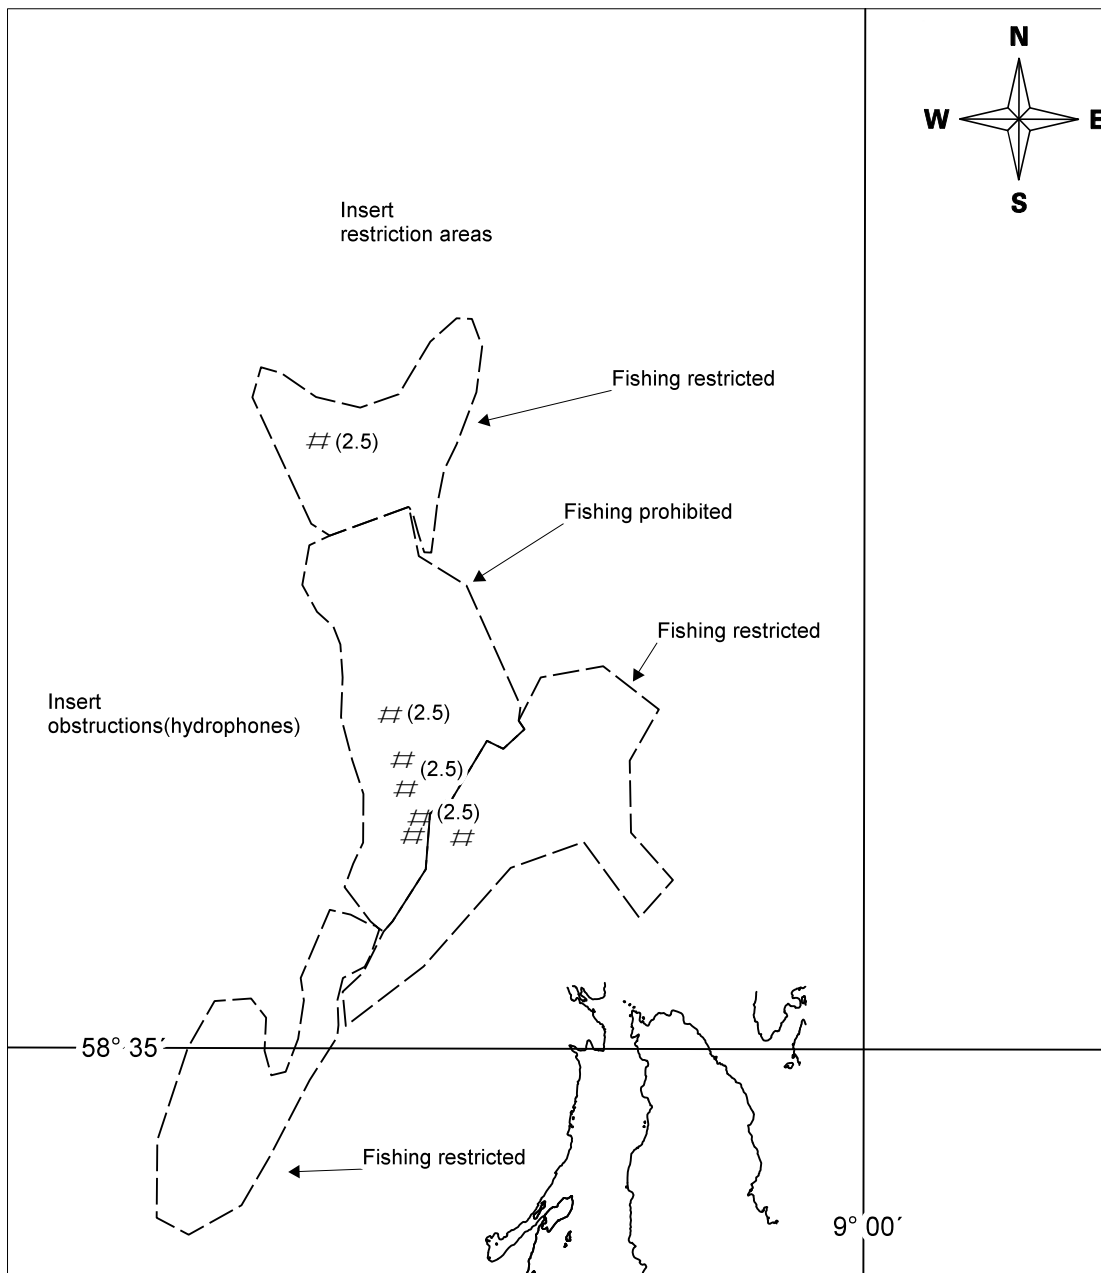 N
W
E
S
Insert
restriction areas
Fishing restricted
(2.5)
Fishing prohibited
Fishing restricted
Insert
obstructions(hydrophones)
(2.5)
(2.5)
(2.5)
58° 35´
Fishing restricted
9° 00´